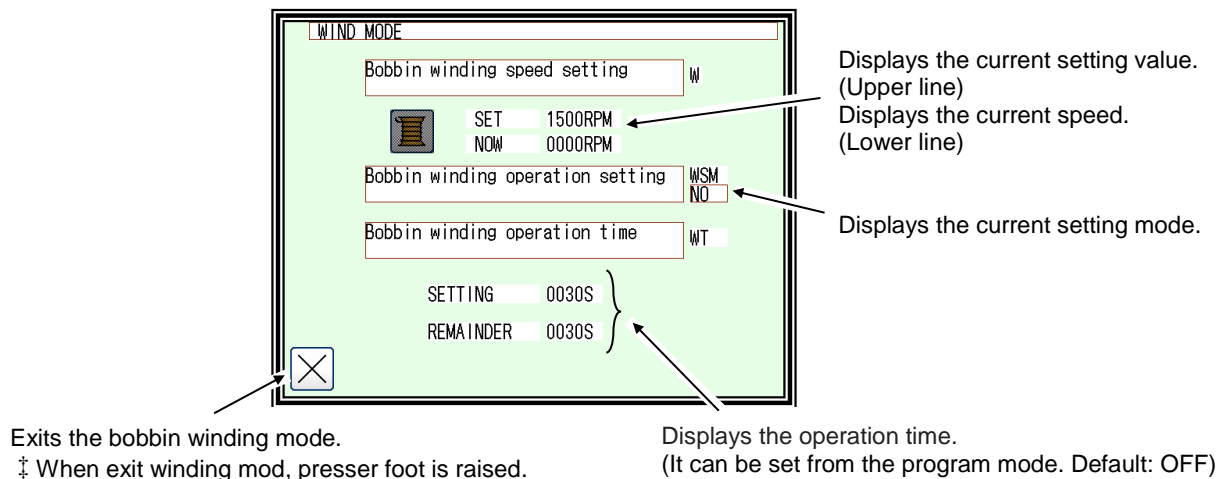 WIND MODE
Bobbin winding speed setting W
SET 1500RPM
NOW 0000RPM
Bobbin winding operation setting WSM
NO
Bobbin winding operation time WT
SETTING 0030S
REMAINDER 0030S
Displays the current setting value.
(Upper line)
Displays the current speed.
(Lower line)
Displays the current setting mode.
Exits the bobbin winding mode.
‡ When exit winding mod, presser foot is raised.
Displays the operation time.
(It can be set from the program mode. Default: OFF)